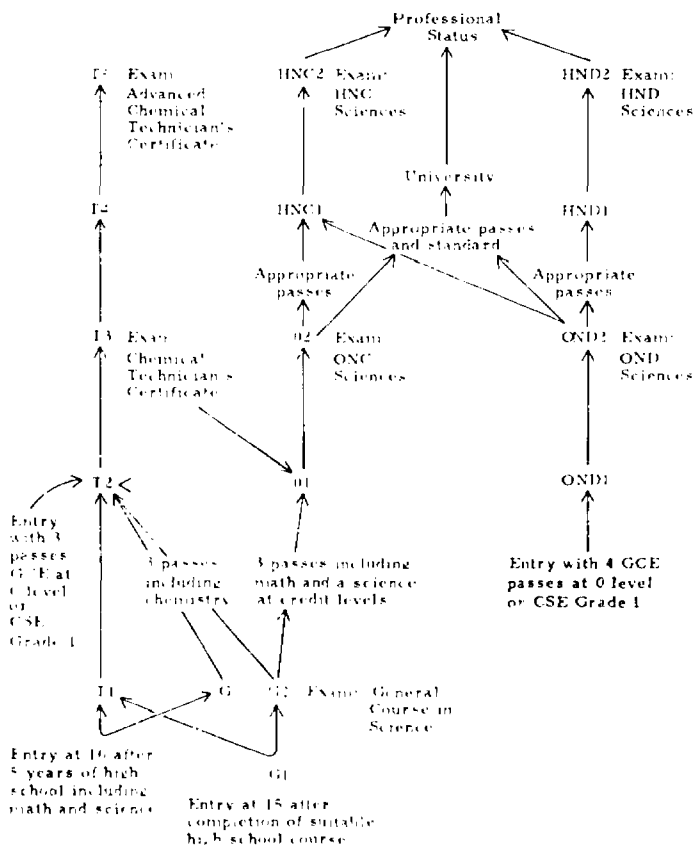 Professional
Status
T5 Exam
Advanced
Chemical
Technician's
Certificate
HNC2 Exam:
HNC
Sciences
HND2 Exam:
HND
Sciences
University
T4
HNC1
HND1
Appropriate passes
and standard
Appropriate
passes
Appropriate
passes
T3 Exam
Chemical
Technician's
Certificate
02 Exam:
ONC
Sciences
OND2 Exam:
OND
Sciences
T2
01
OND1
Entry
with 3
passes
GCE at
0 level
or
CSE
Grade 1
3 passes
including
chemistry
3 passes including
math and a science
at credit levels
Entry with 4 GCE
passes at 0 level
or CSE Grade 1
T1
G
G2 Exam: General
Course in
Science
Entry at 16 after
5 years of high
school including
math and science
G1
Entry at 15 after
completion of suitable
high school course